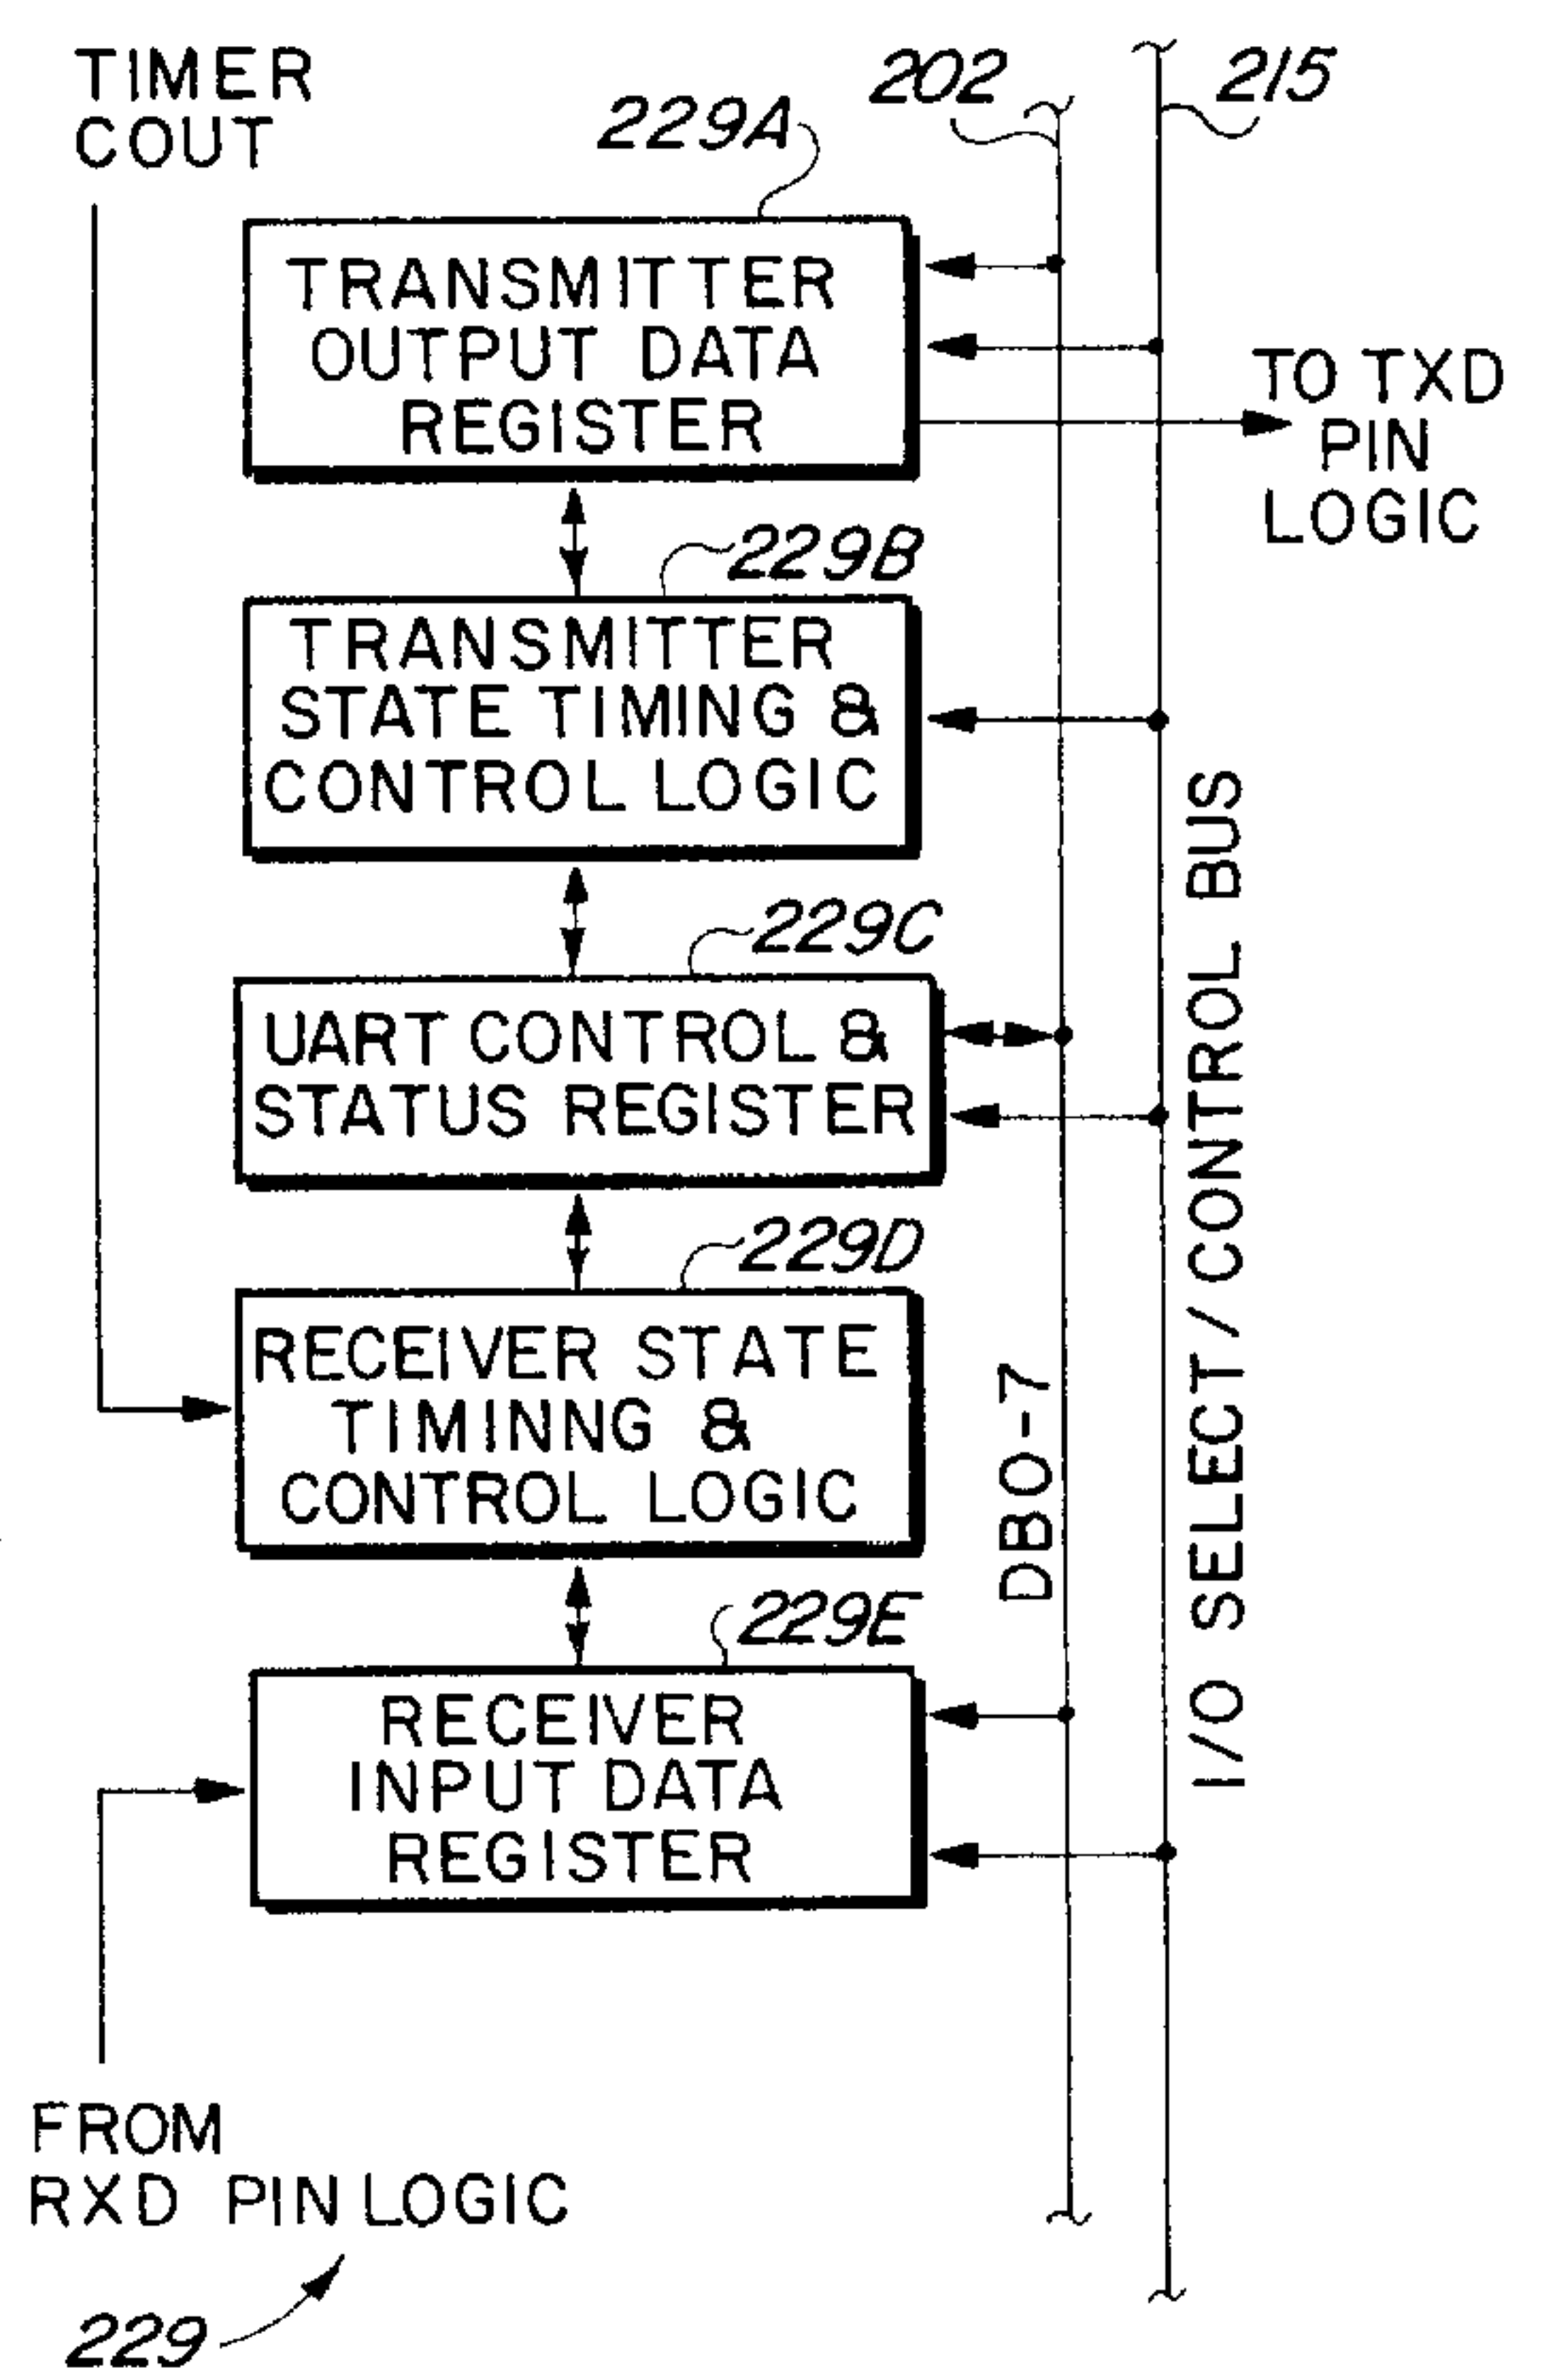 TIMER
COUT
229A
202
215
TRANSMITTER
OUTPUT DATA
REGISTER
TO TXD
PIN
LOGIC
229B
TRANSMITTER
STATE TIMING &
CONTROL LOGIC
229C
UART CONTROL &
STATUS REGISTER
229D
RECEIVER STATE
TIMINNG &
CONTROL LOGIC
DB0-7
I/O SELECT/CONTROL BUS
229E
RECEIVER
INPUT DATA
REGISTER
FROM
RXD PIN LOGIC
229